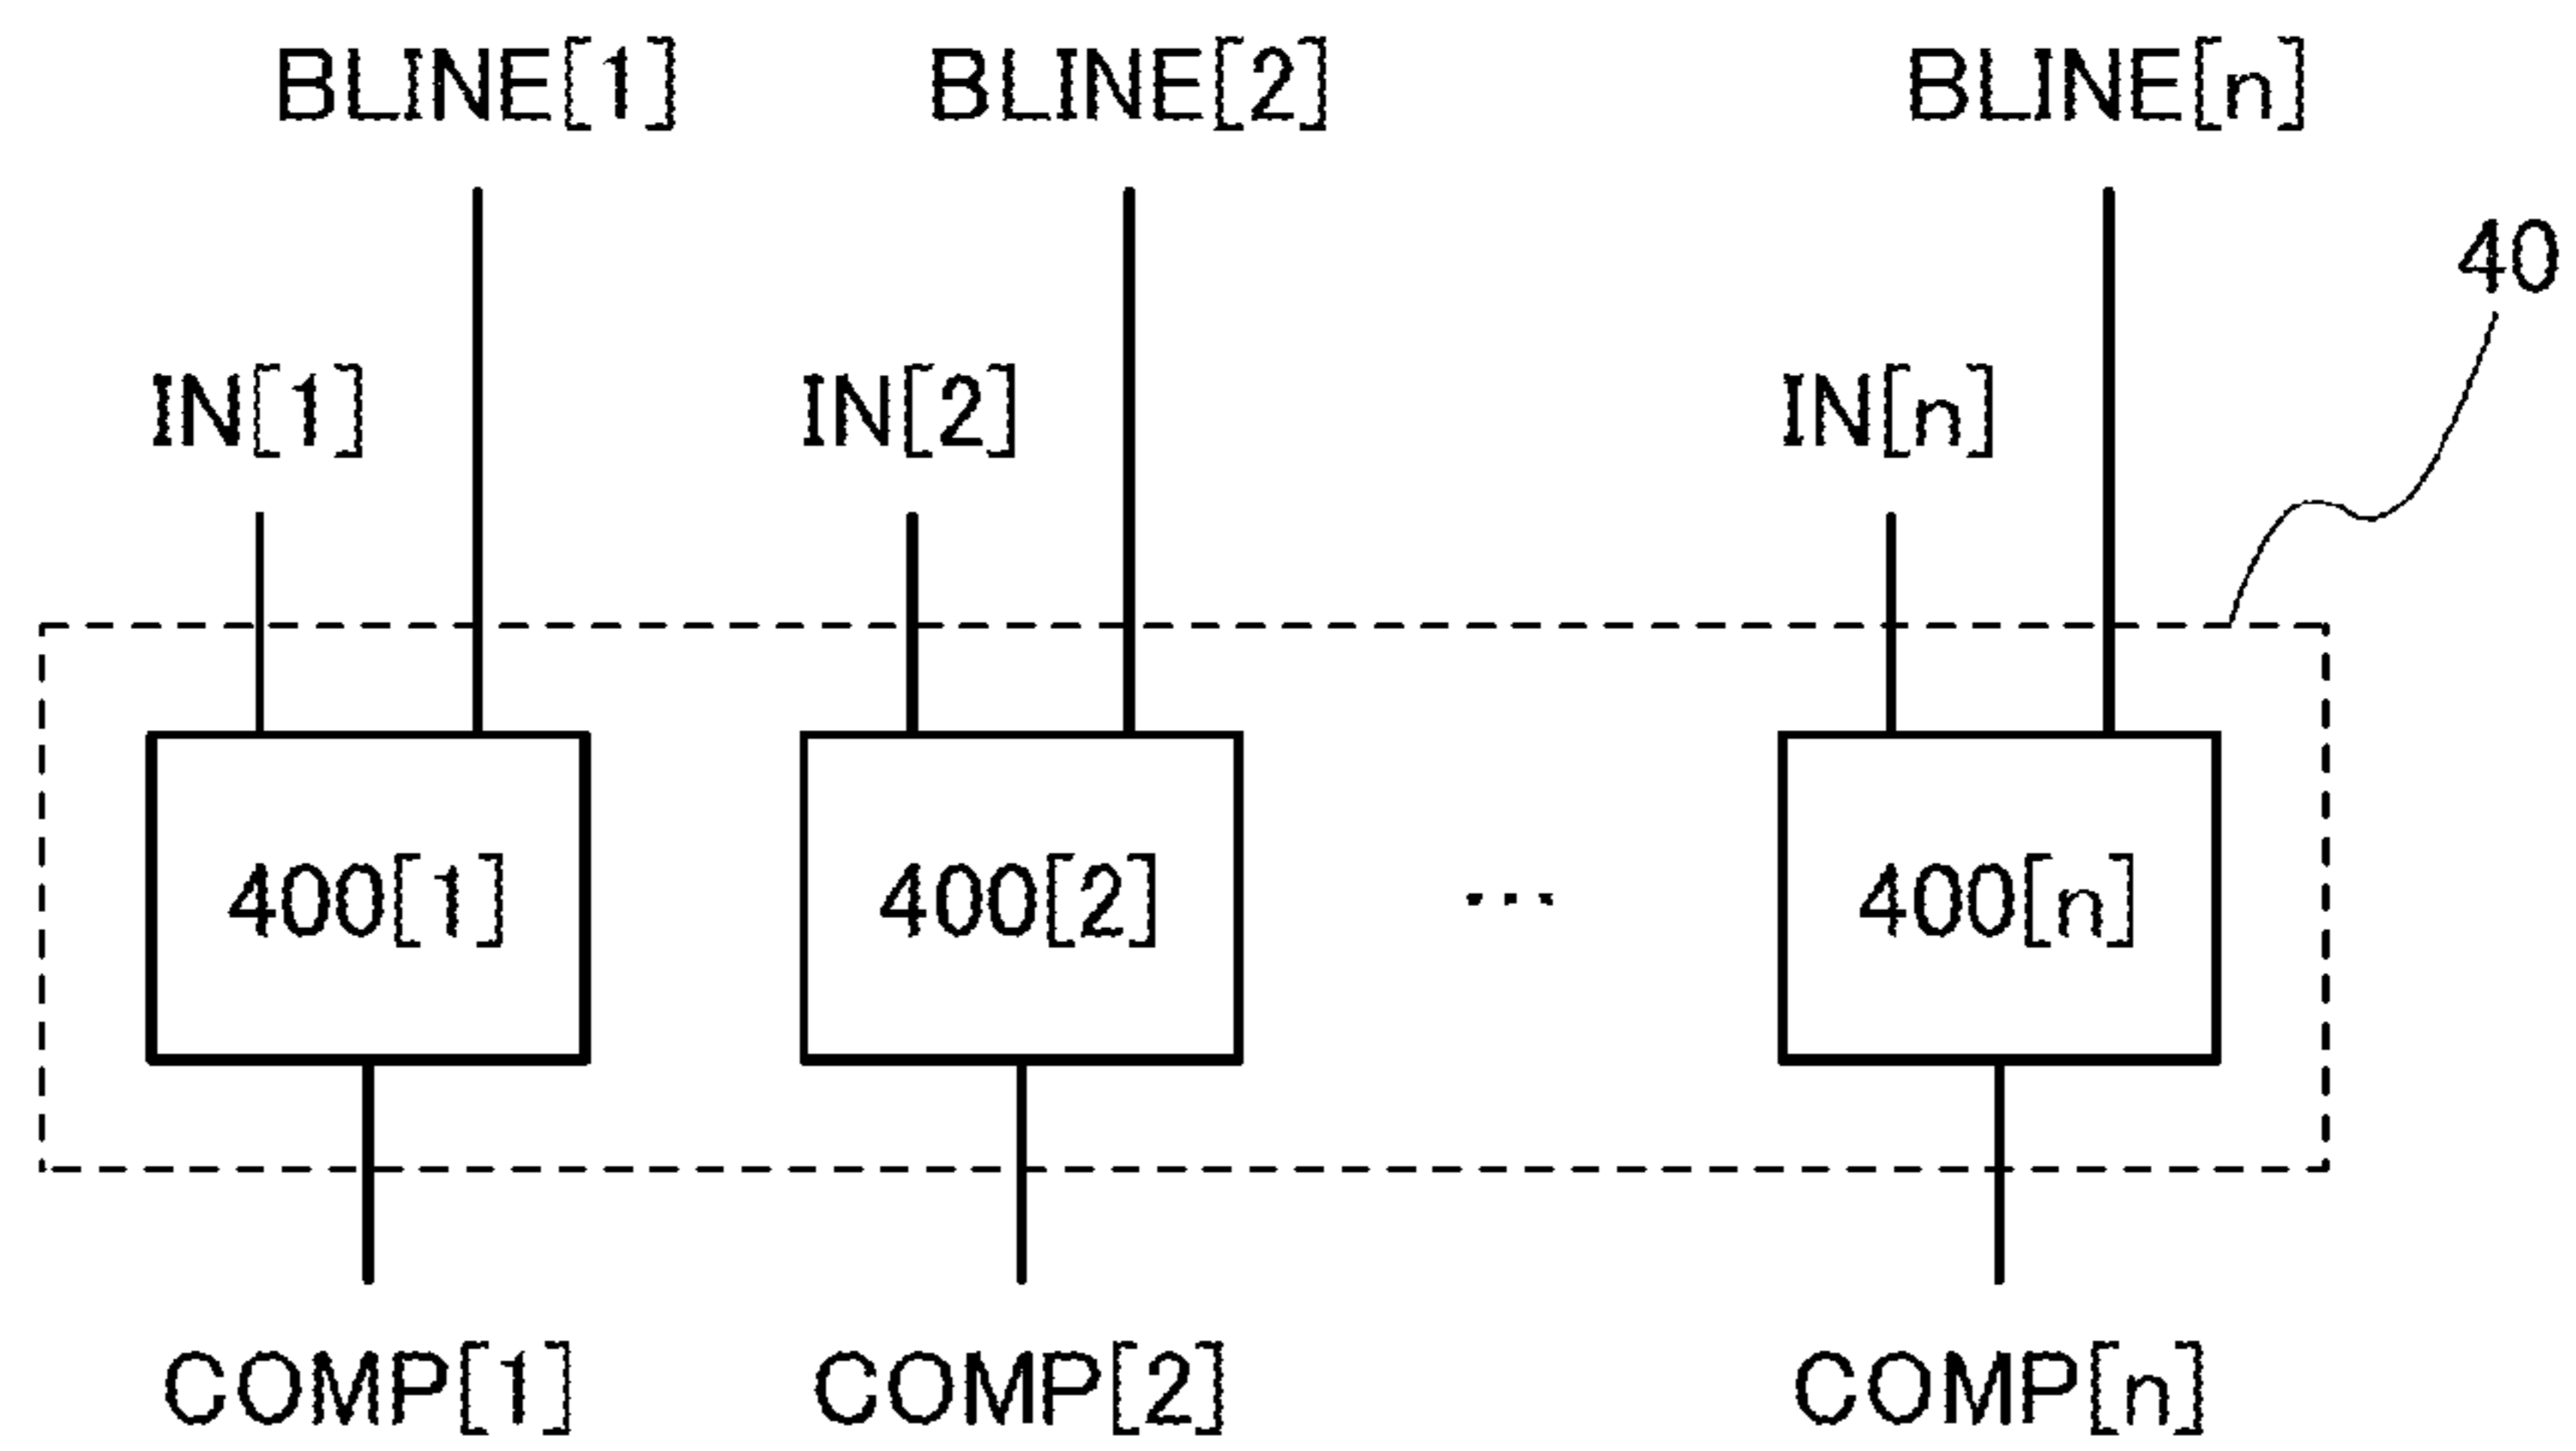 BLINE[1] BLINE[2] BLINE[n]
40
IN[1] IN[2] IN[n]
400[1] 400[2] ... 400[n]
COMP[1] COMP[2] COMP[n]